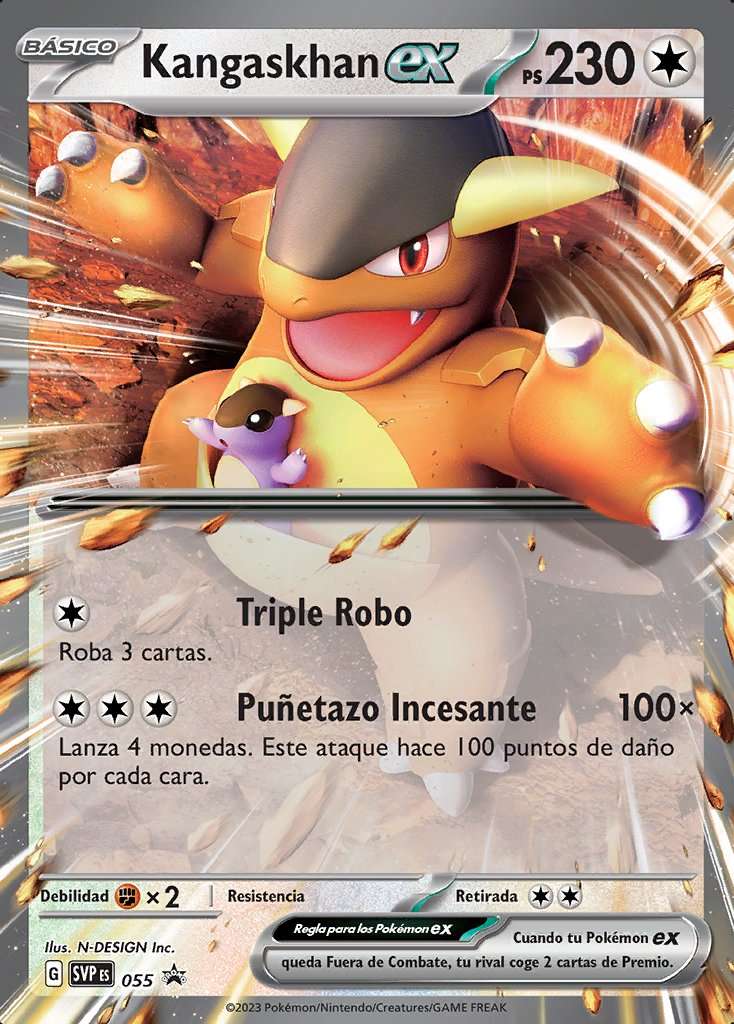 BÁSICO
Kangaskhan ex
PS 230
Triple Robo
Roba 3 cartas.
Puñetazo Incesante 100×
Lanza 4 monedas. Este ataque hace 100 puntos de daño
por cada cara.
Debilidad ×2 Resistencia Retirada
Ilus. N-DESIGN Inc.
Regla para los Pokémon ex Cuando tu Pokémon ex
queda Fuera de Combate, tu rival coge 2 cartas de Premio.
G SVP ES 055
©2023 Pokémon/Nintendo/Creatures/GAME FREAK